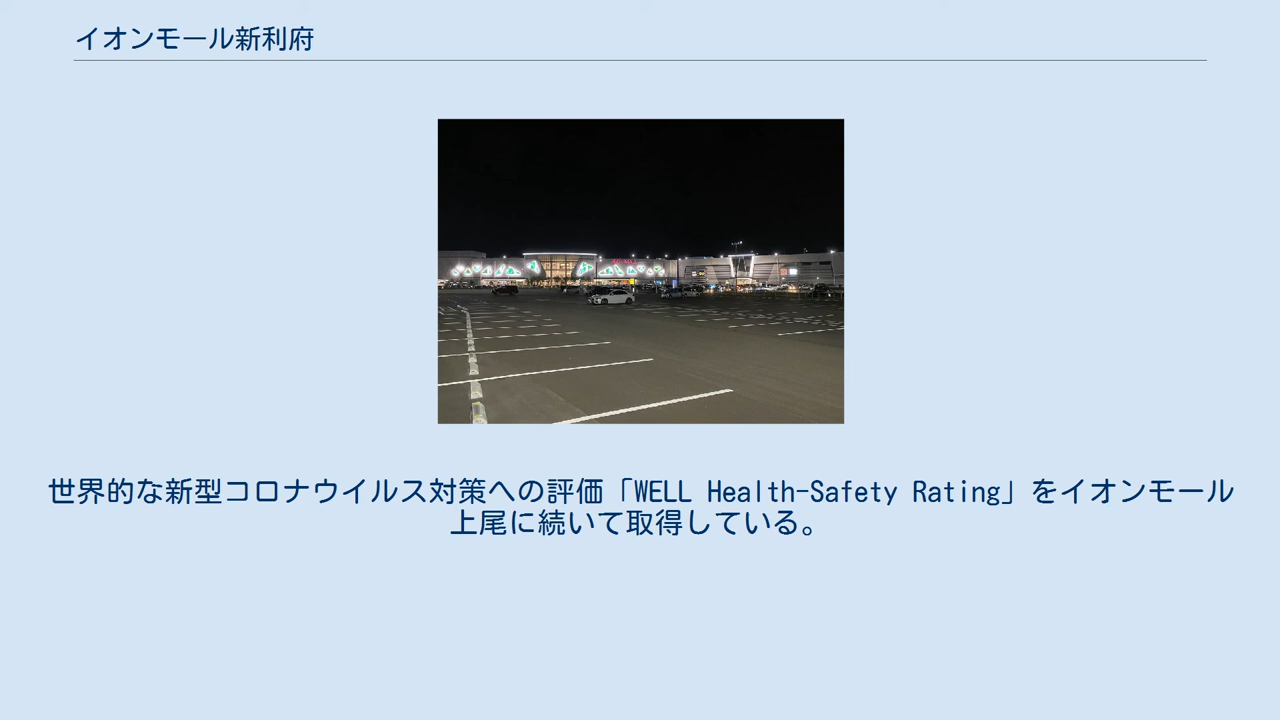 イオンモール新利府
世界的な新型コロナウイルス対策への評価「WELL Health-Safety Rating」をイオンモール
上尾に続いて取得している。